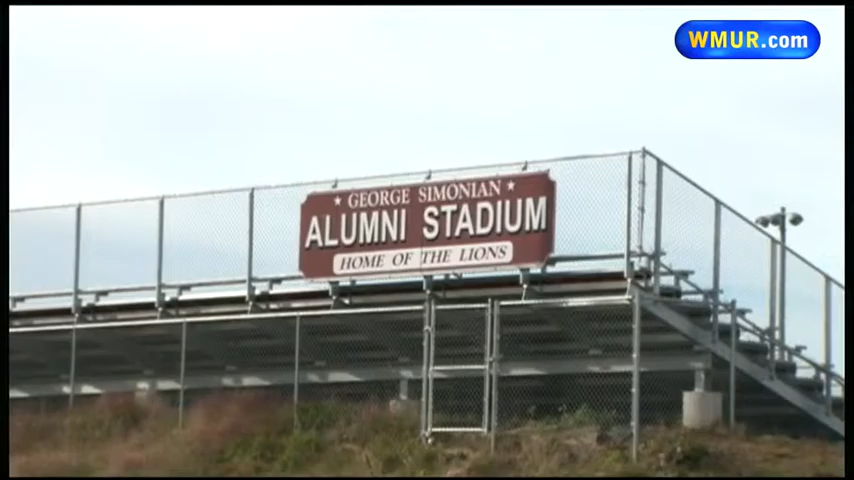 WMUR.com
★ GEORGE SIMONIAN ★
ALUMNI STADIUM
HOME OF THE LIONS